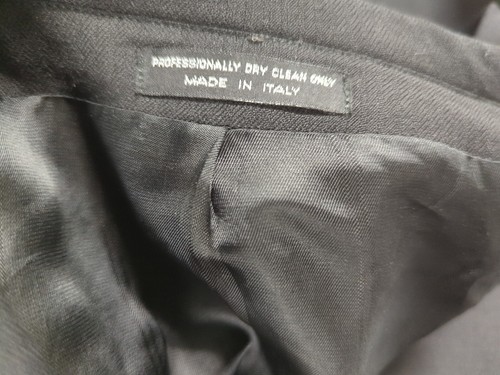 PROFESSIONALLY DRY CLEAN ONLY
MADE IN ITALY